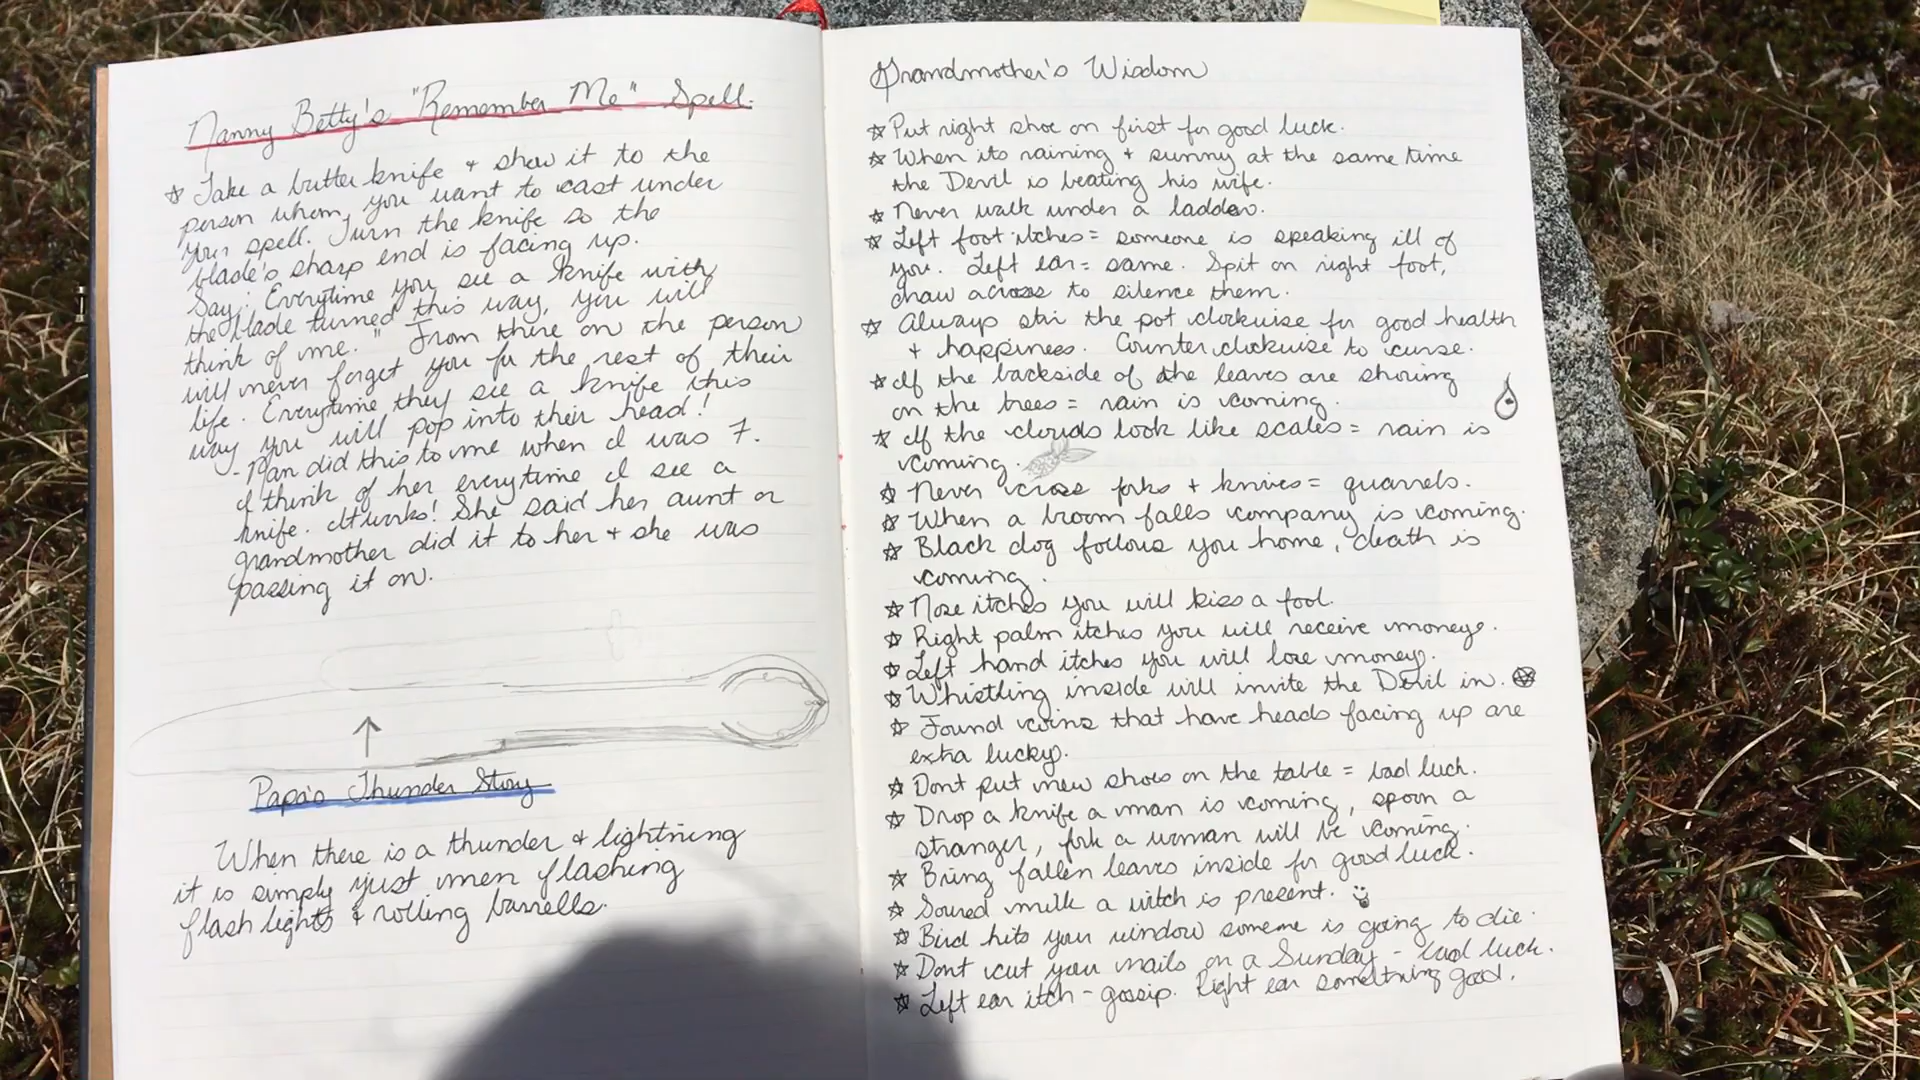 Nanny Betty's "Remember Me" Spell.
☆ Take a butter knife + show it to the
person whom you want to cast under
your spell. Turn the knife so the
blade's sharp end is facing up.
Say: Everytime you see a knife with
the blade turned this way, you will
think of me." From there on the person
will never forget you for the rest of their
life. Everytime they see a knife this
way you will pop into their head!
- Nan did this to me when I was 7.
I think of her everytime I see a
knife. It works! She said her aunt or
grandmother did it to her + she was
passing it on.
↑
Papa's Thunder Story
When there is a thunder & lightning
it is simply just men flashing
flash lights & rolling barrells.
Grandmother's Wisdom
☆ Put right shoe on first for good luck.
☆ When its raining + sunny at the same time
the Devil is beating his wife.
☆ Never walk under a ladder.
☆ Left foot itches = someone is speaking ill of
you. Left ear = same. Spit on right foot,
draw across to silence them.
☆ Always stir the pot clockwise for good health
+ happiness. Counter clockwise to curse.
☆ If the backside of the leaves are showing
on the trees = rain is coming.
☆ If the clouds look like scales = rain is
coming.
☆ Never cross forks + knives = quarrels.
☆ When a broom falls company is coming.
☆ Black dog follows you home, death is
coming.
☆ Nose itches you will kiss a fool.
☆ Right palm itches you will receive money.
☆ Left hand itches you will lose money.
☆ Whistling inside will invite the Devil in.
☆ Found coins that have heads facing up are
extra lucky.
☆ Dont put new shoes on the table = bad luck.
☆ Drop a knife a man is coming, spoon a
stranger, fork a woman will be coming.
☆ Bring fallen leaves inside for good luck.
☆ Soured milk a witch is present.
☆ Bird hits your window someone is going to die.
☆ Dont cut your nails on a Sunday - bad luck.
☆ Left ear itch - gossip. Right ear something good.